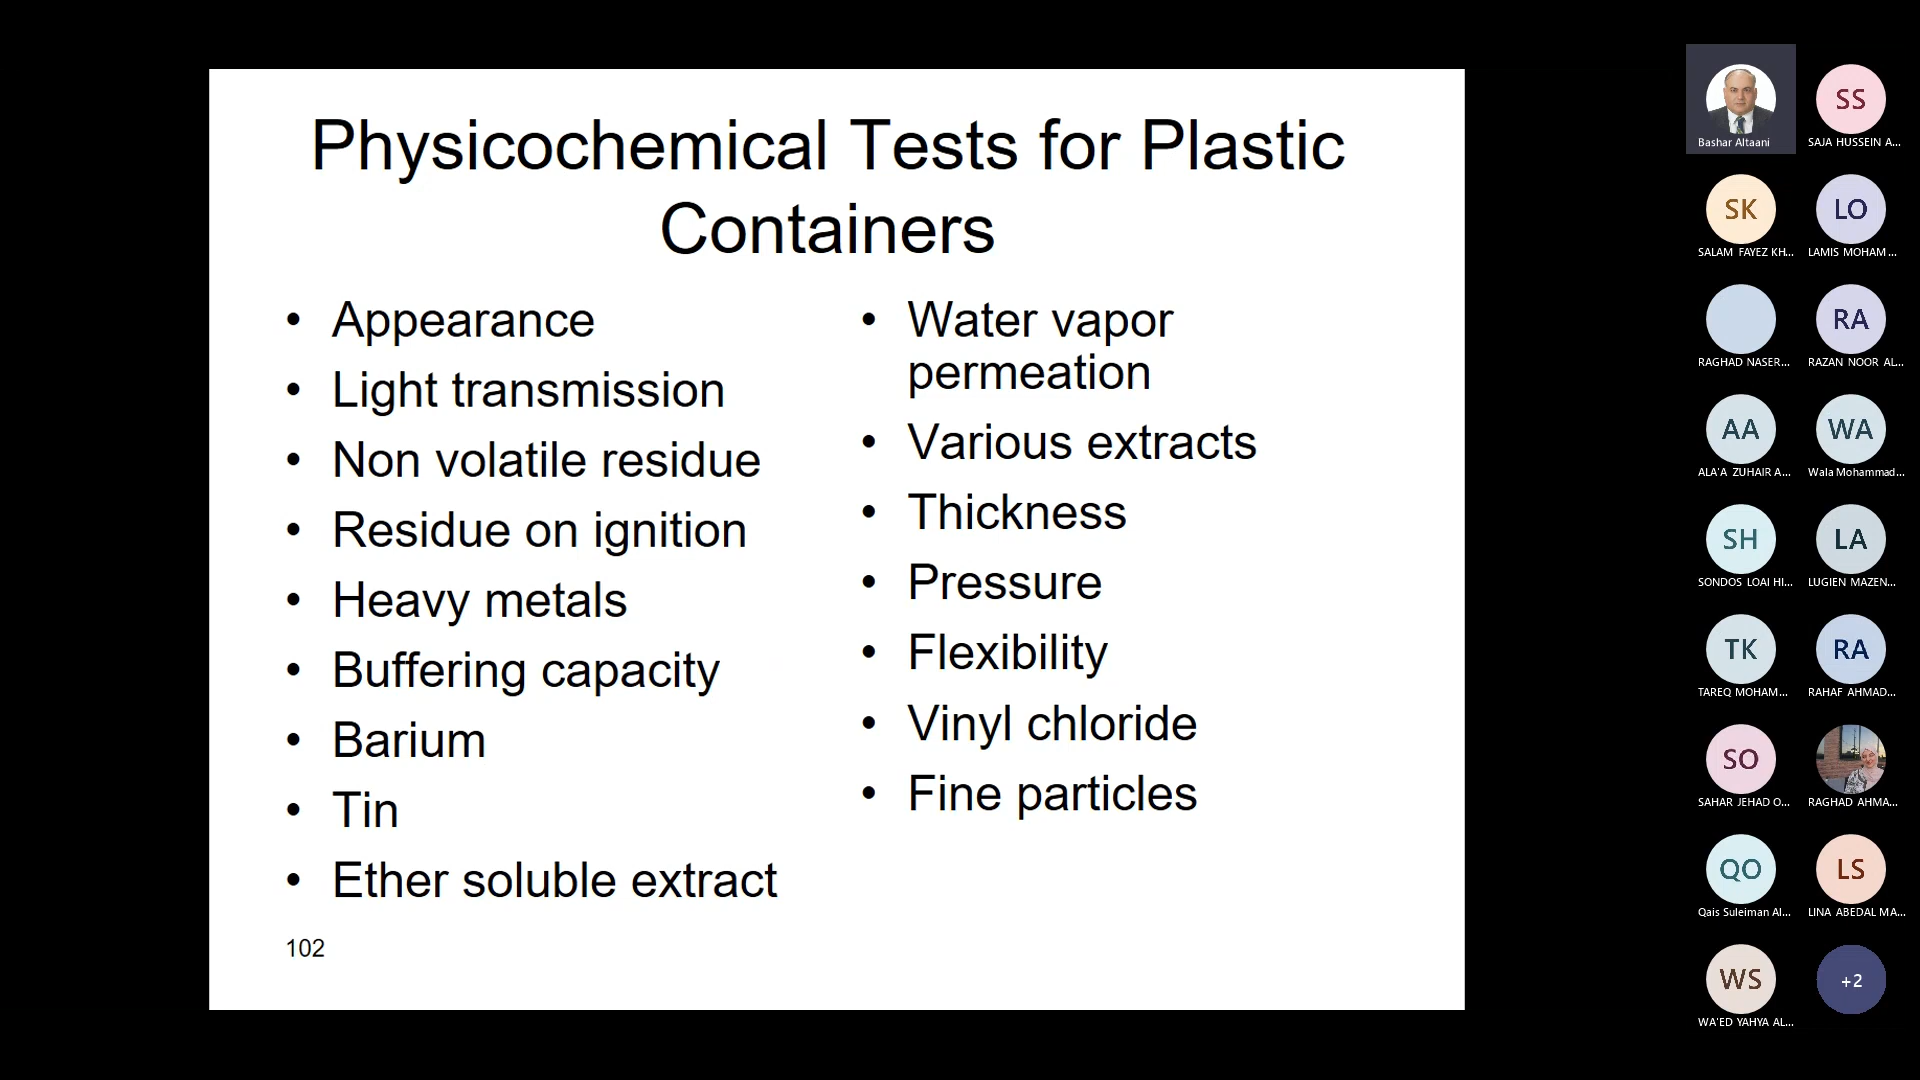 Physicochemical Tests for Plastic
Containers
• Appearance
• Light transmission
• Non volatile residue
• Residue on ignition
• Heavy metals
• Buffering capacity
• Barium
• Tin
• Ether soluble extract
• Water vapor
permeation
• Various extracts
• Thickness
• Pressure
• Flexibility
• Vinyl chloride
• Fine particles
102
Bashar Altaani
SS
SAJA HUSSEIN A...
SK
SALAM FAYEZ KH...
LO
LAMIS MOHAM...
RAGHAD NASER...
RA
RAZAN NOOR AL...
AA
ALA'A ZUHAIR A...
WA
Wala Mohammad...
SH
SONDOS LOAI HI...
LA
LUGIEN MAZEN...
TK
TAREQ MOHAM...
RA
RAHAF AHMAD...
SO
SAHAR JEHAD O...
RAGHAD AHMA...
QO
Qais Suleiman Al...
LS
LINA ABEDAL MA...
WS
WA'ED YAHYA AL...
+2